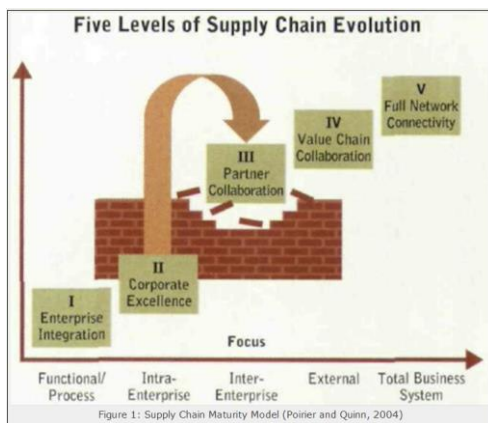 Five Levels of Supply Chain Evolution
V
Full Network
Connectivity
IV
Value Chain
Collaboration
III
Partner
Collaboration
II
Corporate
Excellence
I
Enterprise
Integration
Focus
Functional/
Process
Intra-
Enterprise
Inter-
Enterprise
External
Total Business
System
Figure 1: Supply Chain Maturity Model (Poirier and Quinn, 2004)